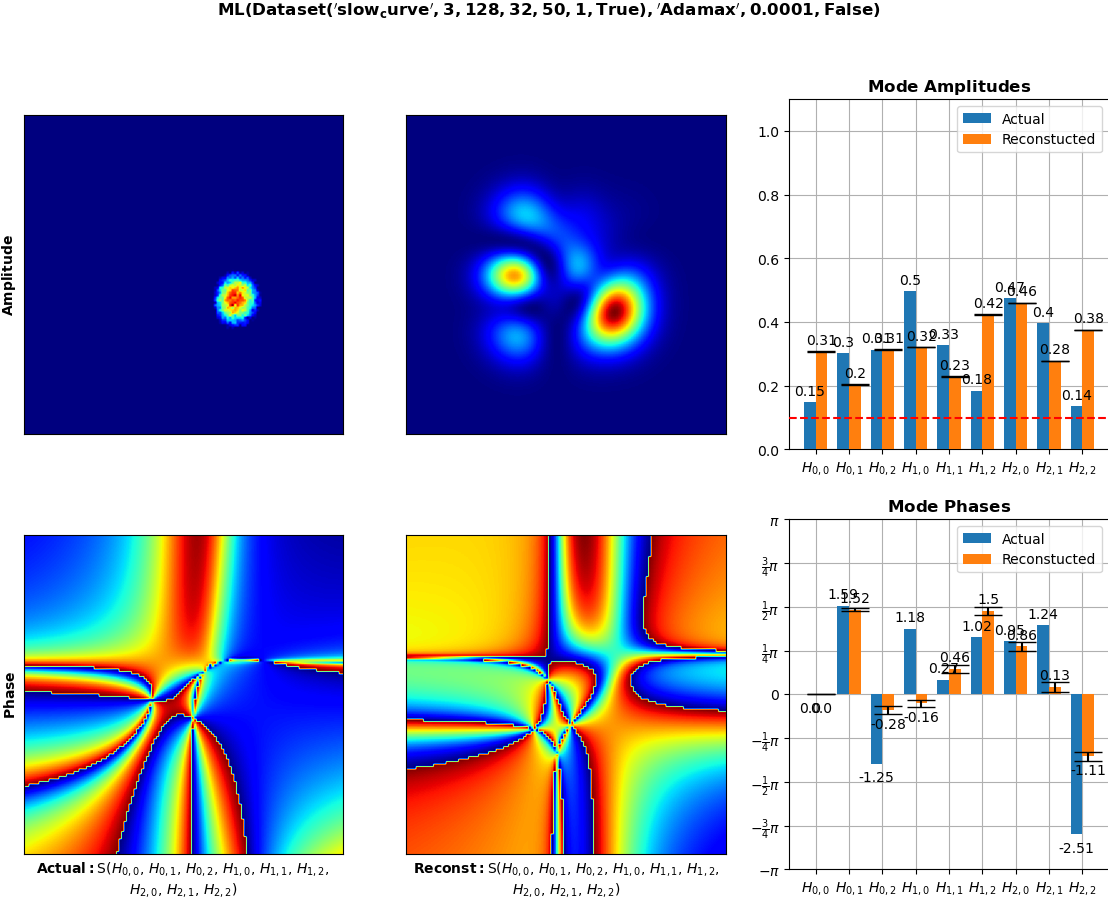 ML(Dataset('slow_curve', 3, 128, 32, 50, 1, True), 'Adamax', 0.0001, False)
Amplitude
Mode Amplitudes
Actual
Reconstucted
1.0
0.8
0.6
0.4
0.2
0.0
0.15 0.31 0.3 0.2 0.31 0.31 0.5 0.32 0.33 0.23 0.18 0.42 0.47 0.46 0.4 0.28 0.14 0.38
H0,0 H0,1 H0,2 H1,0 H1,1 H1,2 H2,0 H2,1 H2,2
Phase
Actual: S(H0,0, H0,1, H0,2, H1,0, H1,1, H1,2,
H2,0, H2,1, H2,2)
Reconst: S(H0,0, H0,1, H0,2, H1,0, H1,1, H1,2,
H2,0, H2,1, H2,2)
Mode Phases
Actual
Reconstucted
π
3/4π
1/2π
1/4π
0
−1/4π
−1/2π
−3/4π
−π
0.0 0.0 1.59 1.52 -1.25 -0.28 1.18 -0.16 0.27 0.46 1.02 1.5 0.95 0.86 1.24 0.13 -2.51 -1.11
H0,0 H0,1 H0,2 H1,0 H1,1 H1,2 H2,0 H2,1 H2,2